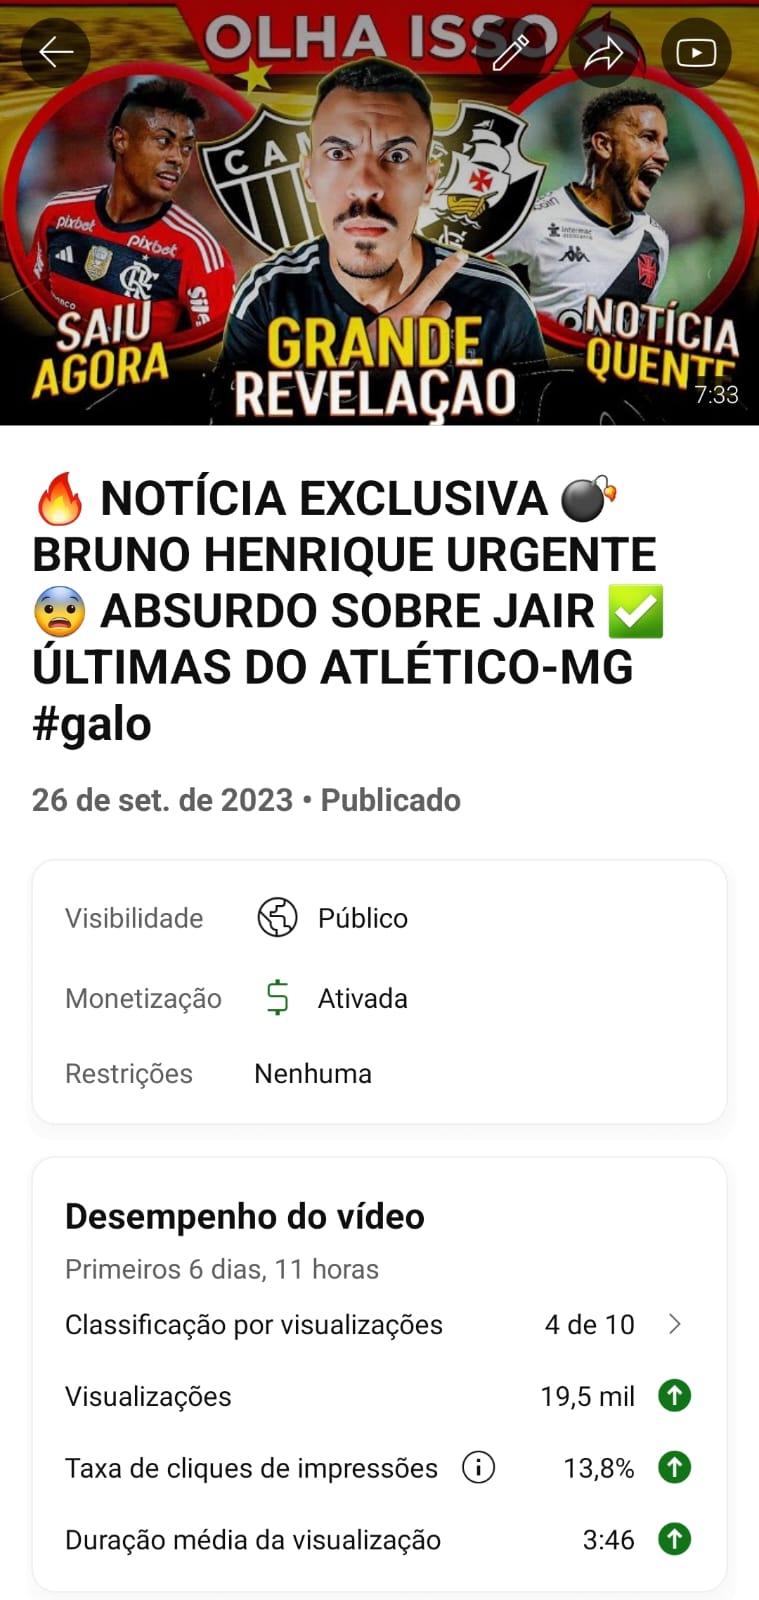 OLHA ISSO
CAM
pixbet
pixbet
CRF
SAIU
AGORA
GRANDE
REVELAÇAO
NOTÍCIA
QUENTE
7:33
🔥 NOTÍCIA EXCLUSIVA 💣
BRUNO HENRIQUE URGENTE
😨 ABSURDO SOBRE JAIR ✅
ÚLTIMAS DO ATLÉTICO-MG
#galo
26 de set. de 2023 • Publicado
Visibilidade Público
Monetização Ativada
Restrições Nenhuma
Desempenho do vídeo
Primeiros 6 dias, 11 horas
Classificação por visualizações 4 de 10
Visualizações 19,5 mil
Taxa de cliques de impressões 13,8%
Duração média da visualização 3:46